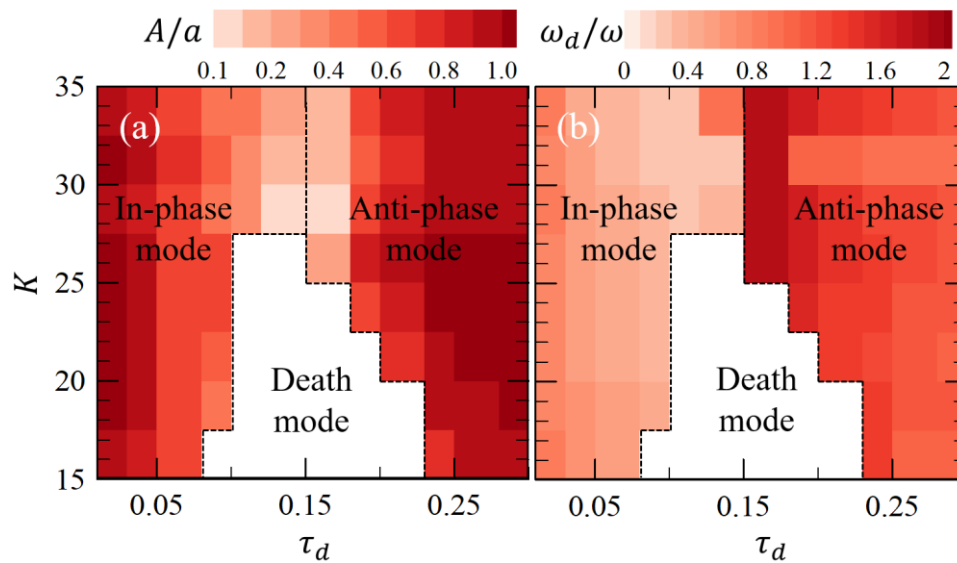 A/a
0.1 0.2 0.4 0.6 0.8 1.0
ω_d/ω
0 0.4 0.8 1.2 1.6 2
K
35
30
25
20
15
(a)
In-phase
mode
Anti-phase
mode
Death
mode
0.05 0.15 0.25
τ_d
(b)
In-phase
mode
Anti-phase
mode
Death
mode
0.05 0.15 0.25
τ_d